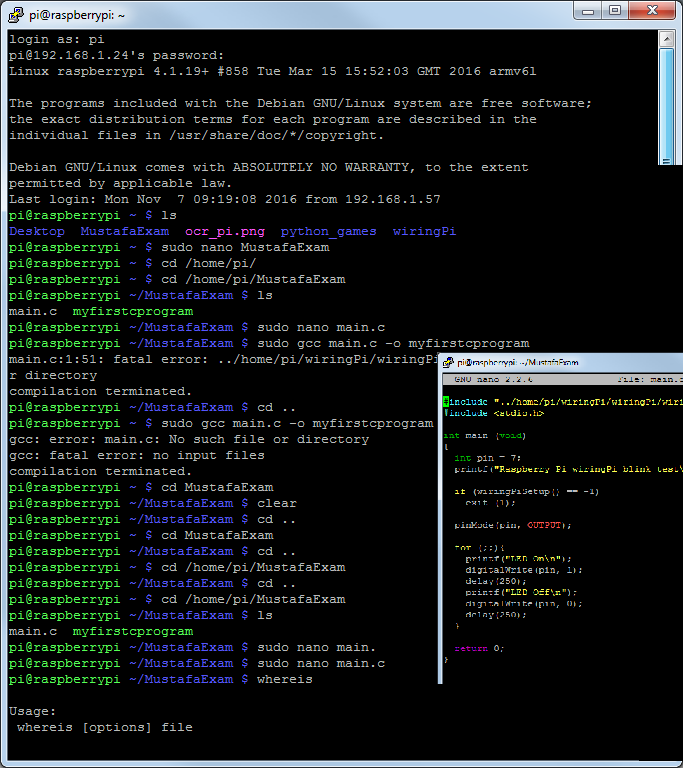 pi@raspberrypi: ~
login as: pi
pi@192.168.1.24's password:
Linux raspberrypi 4.1.19+ #858 Tue Mar 15 15:52:03 GMT 2016 armv6l
The programs included with the Debian GNU/Linux system are free software;
the exact distribution terms for each program are described in the
individual files in /usr/share/doc/*/copyright.
Debian GNU/Linux comes with ABSOLUTELY NO WARRANTY, to the extent
permitted by applicable law.
Last login: Mon Nov  7 09:19:08 2016 from 192.168.1.57
pi@raspberrypi ~ $ ls
Desktop  MustafaExam  ocr_pi.png  python_games  wiringPi
pi@raspberrypi ~ $ sudo nano MustafaExam
pi@raspberrypi ~ $ cd /home/pi/
pi@raspberrypi ~ $ cd /home/pi/MustafaExam
pi@raspberrypi ~/MustafaExam $ ls
main.c  myfirstcprogram
pi@raspberrypi ~/MustafaExam $ sudo nano main.c
pi@raspberrypi ~/MustafaExam $ sudo gcc main.c -o myfirstcprogram
main.c:1:51: fatal error: ../home/pi/wiringPi/wiringPi
r directory
compilation terminated.
pi@raspberrypi ~/MustafaExam $ cd ..
pi@raspberrypi ~ $ sudo gcc main.c -o myfirstcprogram
gcc: error: main.c: No such file or directory
gcc: fatal error: no input files
compilation terminated.
pi@raspberrypi ~ $ cd MustafaExam
pi@raspberrypi ~/MustafaExam $ clear
pi@raspberrypi ~/MustafaExam $ cd ..
pi@raspberrypi ~ $ cd MustafaExam
pi@raspberrypi ~/MustafaExam $ cd ..
pi@raspberrypi ~ $ cd /home/pi/MustafaExam
pi@raspberrypi ~/MustafaExam $ cd ..
pi@raspberrypi ~ $ cd /home/pi/MustafaExam
pi@raspberrypi ~/MustafaExam $ ls
main.c  myfirstcprogram
pi@raspberrypi ~/MustafaExam $ sudo nano main.
pi@raspberrypi ~/MustafaExam $ sudo nano main.c
pi@raspberrypi ~/MustafaExam $ whereis
Usage:
 whereis [options] file
pi@raspberrypi: ~/MustafaExam
GNU nano 2.2.6 File: main.c
#include "../home/pi/wiringPi/wiringPi/wiri
#include <stdio.h>
int main (void)
{
  int pin = 7;
  printf("Raspberry Pi wiringPi blink test\
  if (wiringPiSetup() == -1)
    exit (1);
  pinMode(pin, OUTPUT);
  for (;;){
    printf("LED On\n");
    digitalWrite(pin, 1);
    delay(250);
    printf("LED Off\n");
    digitalWrite(pin, 0);
    delay(250);
  }
  return 0;
}